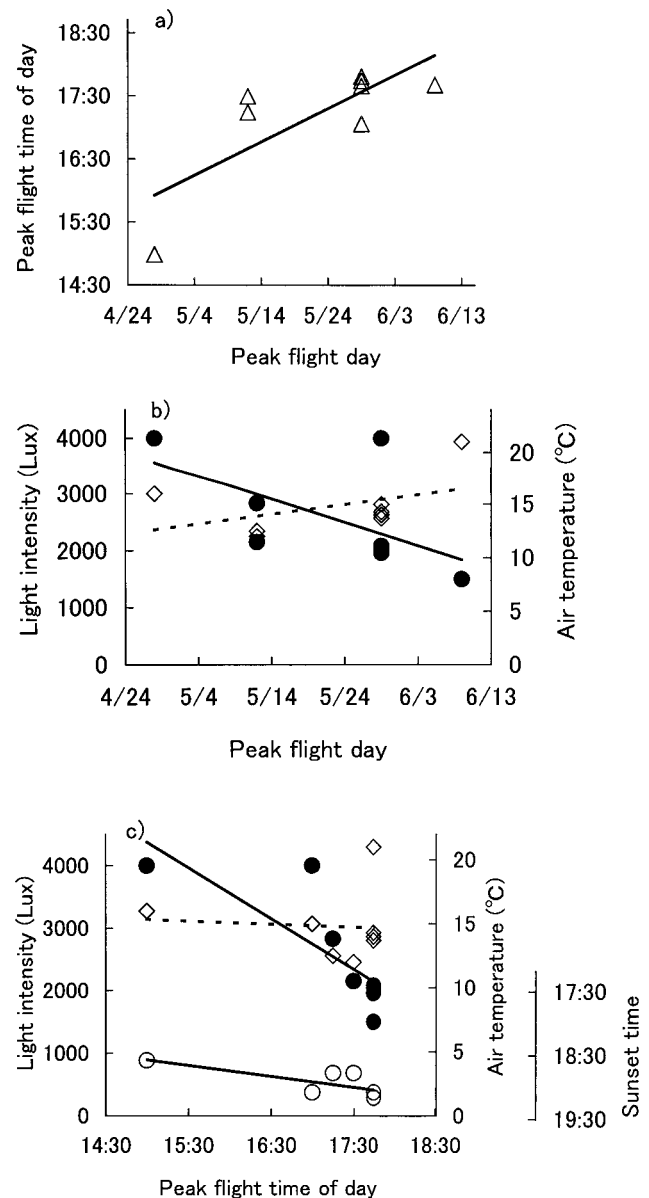 a)
18:30
17:30
16:30
15:30
14:30
Peak flight time of day
4/24 5/4 5/14 5/24 6/3 6/13
Peak flight day
b)
4000
3000
2000
1000
0
Light intensity (Lux)
20
15
10
5
0
Air temperature (°C)
4/24 5/4 5/14 5/24 6/3 6/13
Peak flight day
c)
4000
3000
2000
1000
0
Light intensity (Lux)
20
15
10
5
0
Air temperature (°C)
17:30
18:30
19:30
Sunset time
14:30 15:30 16:30 17:30 18:30
Peak flight time of day